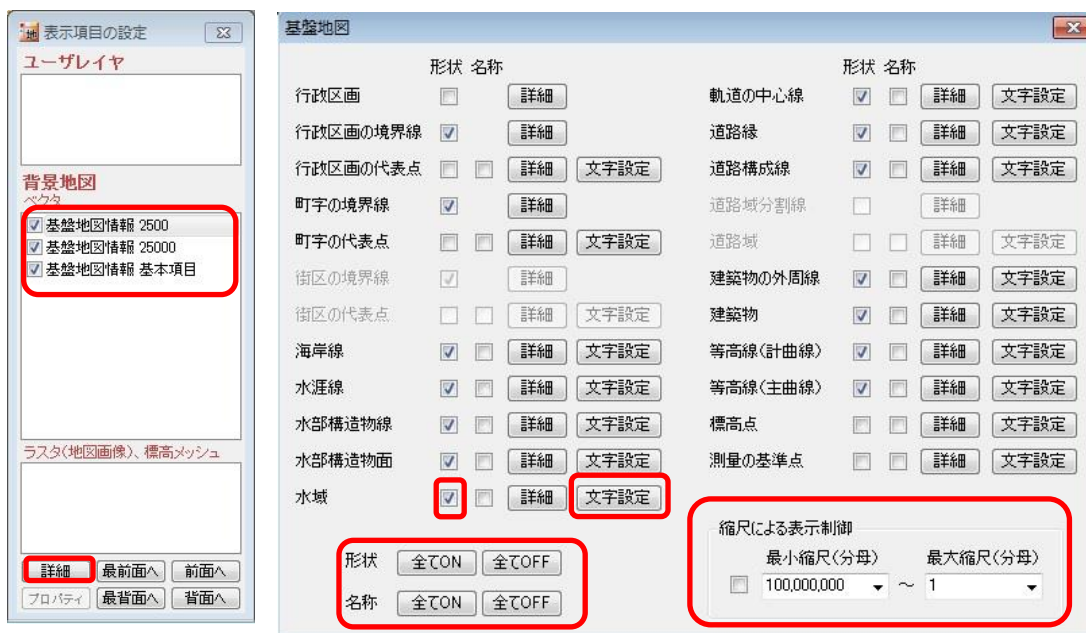 表示項目の設定
ユーザレイヤ
背景地図
ベクタ
基盤地図情報 2500
基盤地図情報 25000
基盤地図情報 基本項目
ラスタ(地図画像)、標高メッシュ
詳細 最前面へ 前面へ
プロパティ 最背面へ 背面へ
基盤地図
形状 名称
行政区画 詳細
行政区画の境界線 詳細
行政区画の代表点 詳細 文字設定
町字の境界線 詳細
町字の代表点 詳細 文字設定
街区の境界線 詳細
街区の代表点 詳細 文字設定
海岸線 詳細 文字設定
水涯線 詳細 文字設定
水部構造物線 詳細 文字設定
水部構造物面 詳細 文字設定
水域 詳細 文字設定
形状 全てON 全てOFF
名称 全てON 全てOFF
形状 名称
軌道の中心線 詳細 文字設定
道路縁 詳細 文字設定
道路構成線 詳細 文字設定
道路域分割線 詳細
道路域 詳細 文字設定
建築物の外周線 詳細 文字設定
建築物 詳細 文字設定
等高線(計曲線) 詳細 文字設定
等高線(主曲線) 詳細 文字設定
標高点 詳細 文字設定
測量の基準点 詳細 文字設定
縮尺による表示制御
最小縮尺(分母) 最大縮尺(分母)
100,000,000 ～ 1